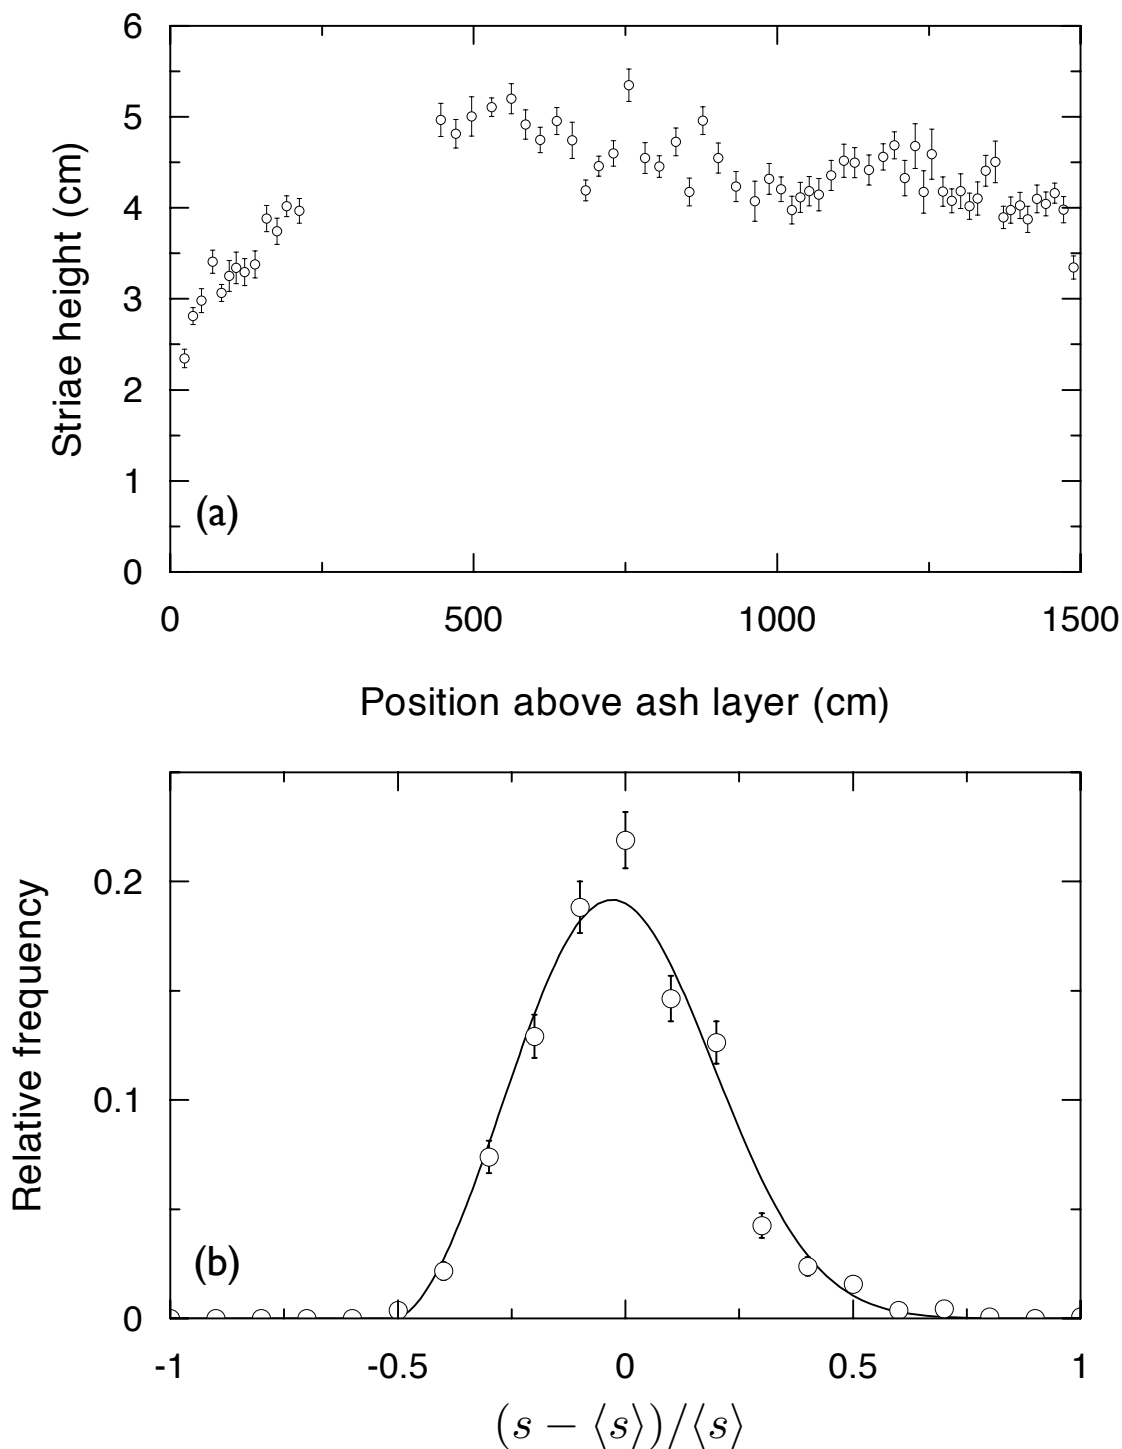 6
5
4
3
2
1
0
Striae height (cm)
(a)
0 500 1000 1500
Position above ash layer (cm)
0.2
0.1
0
Relative frequency
(b)
-1 -0.5 0 0.5 1
(s − ⟨s⟩)/⟨s⟩